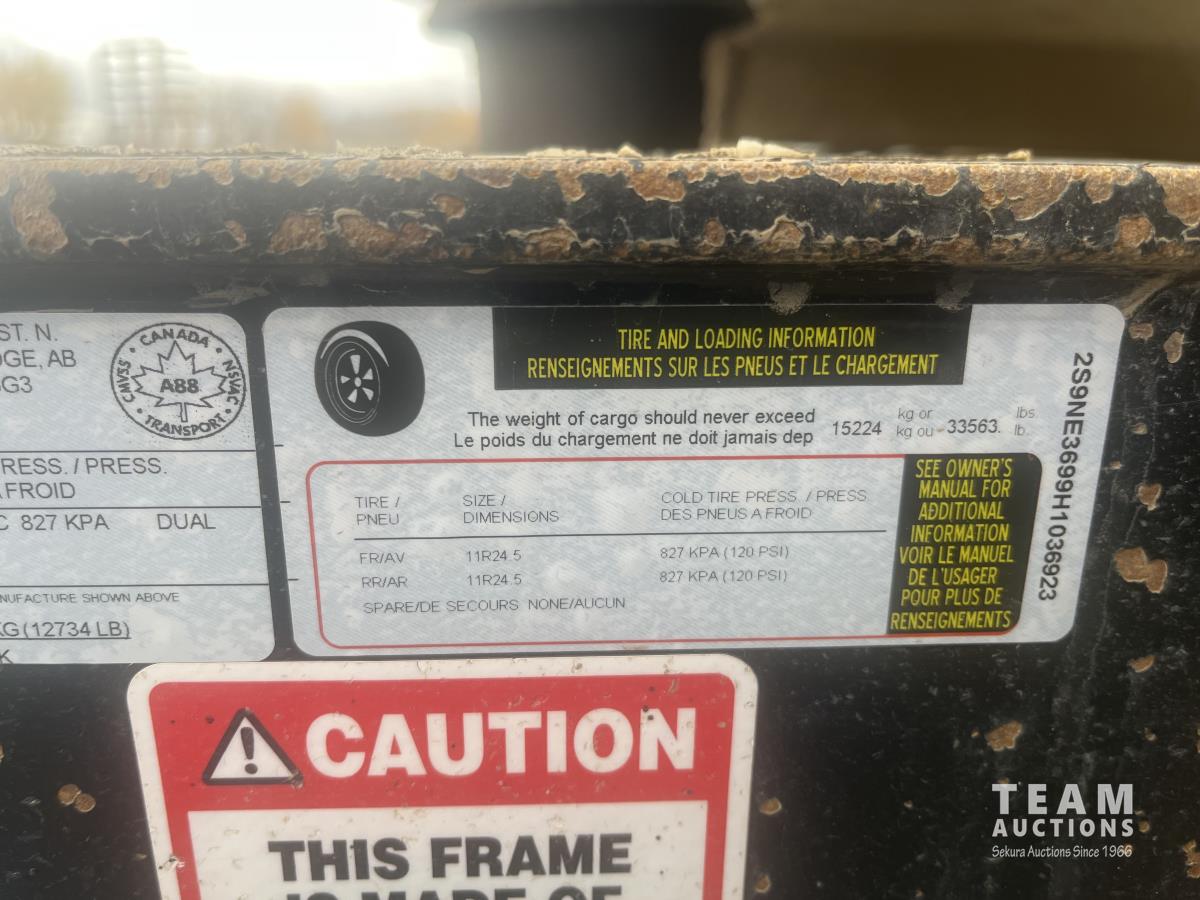 ST. N.
DGE, AB
G3
CANADA
CMVSS
NSVAC
A88
TRANSPORT
RESS. / PRESS.
FROID
C 827 KPA DUAL
NUFACTURE SHOWN ABOVE
KG (12734 LB)
K
TIRE AND LOADING INFORMATION
RENSEIGNEMENTS SUR LES PNEUS ET LE CHARGEMENT
The weight of cargo should never exceed 15224 kg or 33563. lbs
Le poids du chargement ne doit jamais dep kg ou lb.
TIRE / SIZE / COLD TIRE PRESS. / PRESS.
PNEU DIMENSIONS DES PNEUS A FROID
FR/AV 11R24.5 827 KPA (120 PSI)
RR/AR 11R24.5 827 KPA (120 PSI)
SPARE/DE SECOURS NONE/AUCUN
SEE OWNER'S
MANUAL FOR
ADDITIONAL
INFORMATION
VOIR LE MANUEL
DE L'USAGER
POUR PLUS DE
RENSEIGNEMENTS
2S9NE3699H1036923
CAUTION
THIS FRAME
IS MADE OF
TEAM
AUCTIONS
Sekura Auctions Since 1966